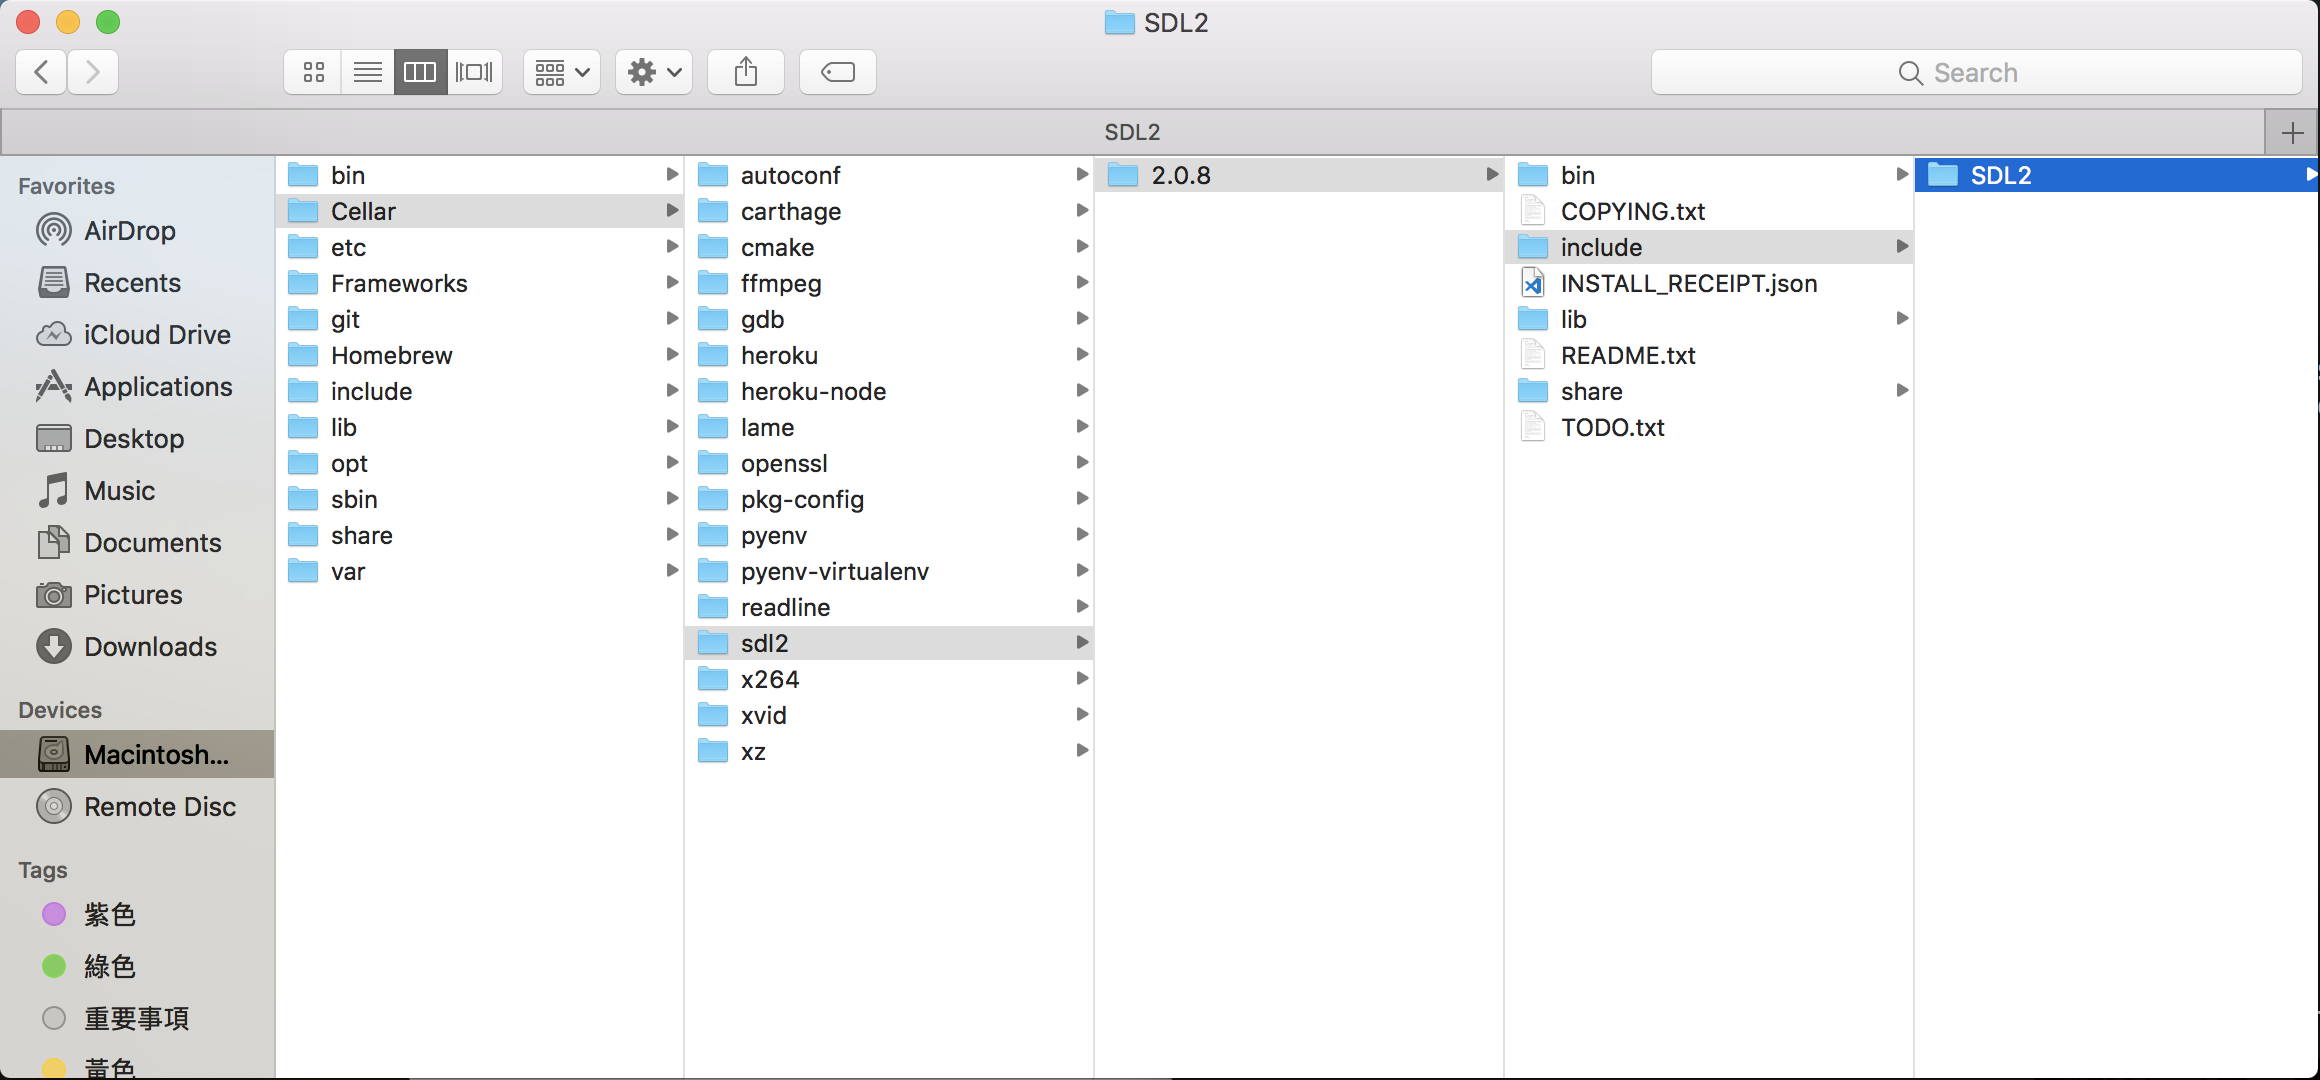 SDL2
Search
SDL2
Favorites
AirDrop
Recents
iCloud Drive
Applications
Desktop
Music
Documents
Pictures
Downloads
Devices
Macintosh...
Remote Disc
Tags
紫色
綠色
重要事項
黃色
bin
Cellar
etc
Frameworks
git
Homebrew
include
lib
opt
sbin
share
var
autoconf
carthage
cmake
ffmpeg
gdb
heroku
heroku-node
lame
openssl
pkg-config
pyenv
pyenv-virtualenv
readline
sdl2
x264
xvid
xz
2.0.8
bin
COPYING.txt
include
INSTALL_RECEIPT.json
lib
README.txt
share
TODO.txt
SDL2